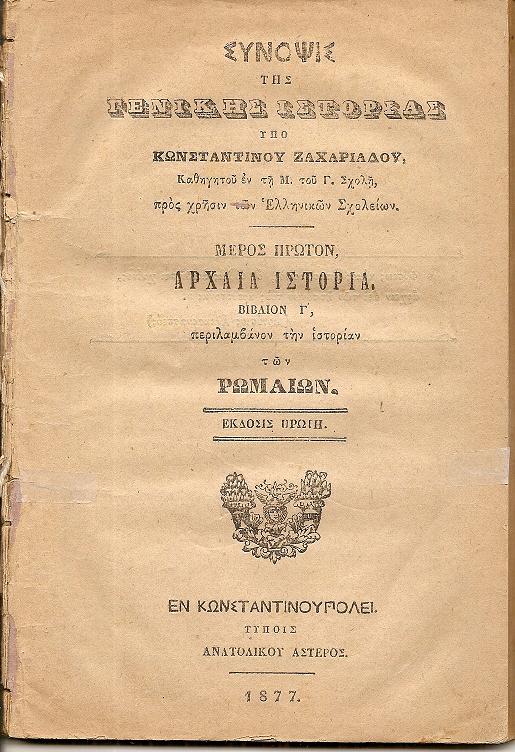 ΣΥΝΟΨΙΣ
ΤΗΣ
ΓΕΝΙΚΗΣ ΙΣΤΟΡΙΑΣ
ΥΠΟ
ΚΩΝΣΤΑΝΤΙΝΟΥ ΖΑΧΑΡΙΑΔΟΥ,
Καθηγητοῦ ἐν τῇ Μ. τοῦ Γ. Σχολῇ,
πρὸς χρῆσιν τῶν Ἑλληνικῶν Σχολείων.
ΜΕΡΟΣ ΠΡΩΤΟΝ,
ΑΡΧΑΙΑ ΙΣΤΟΡΙΑ.
ΒΙΒΛΙΟΝ Γʹ,
περιλαμβάνον τὴν ἱστορίαν
τῶν
ΡΩΜΑΙΩΝ.
ΕΚΔΟΣΙΣ ΠΡΩΤΗ.
ΕΝ ΚΩΝΣΤΑΝΤΙΝΟΥΠΟΛΕΙ.
ΤΥΠΟΙΣ
ΑΝΑΤΟΛΙΚΟΥ ΑΣΤΕΡΟΣ.
1877.